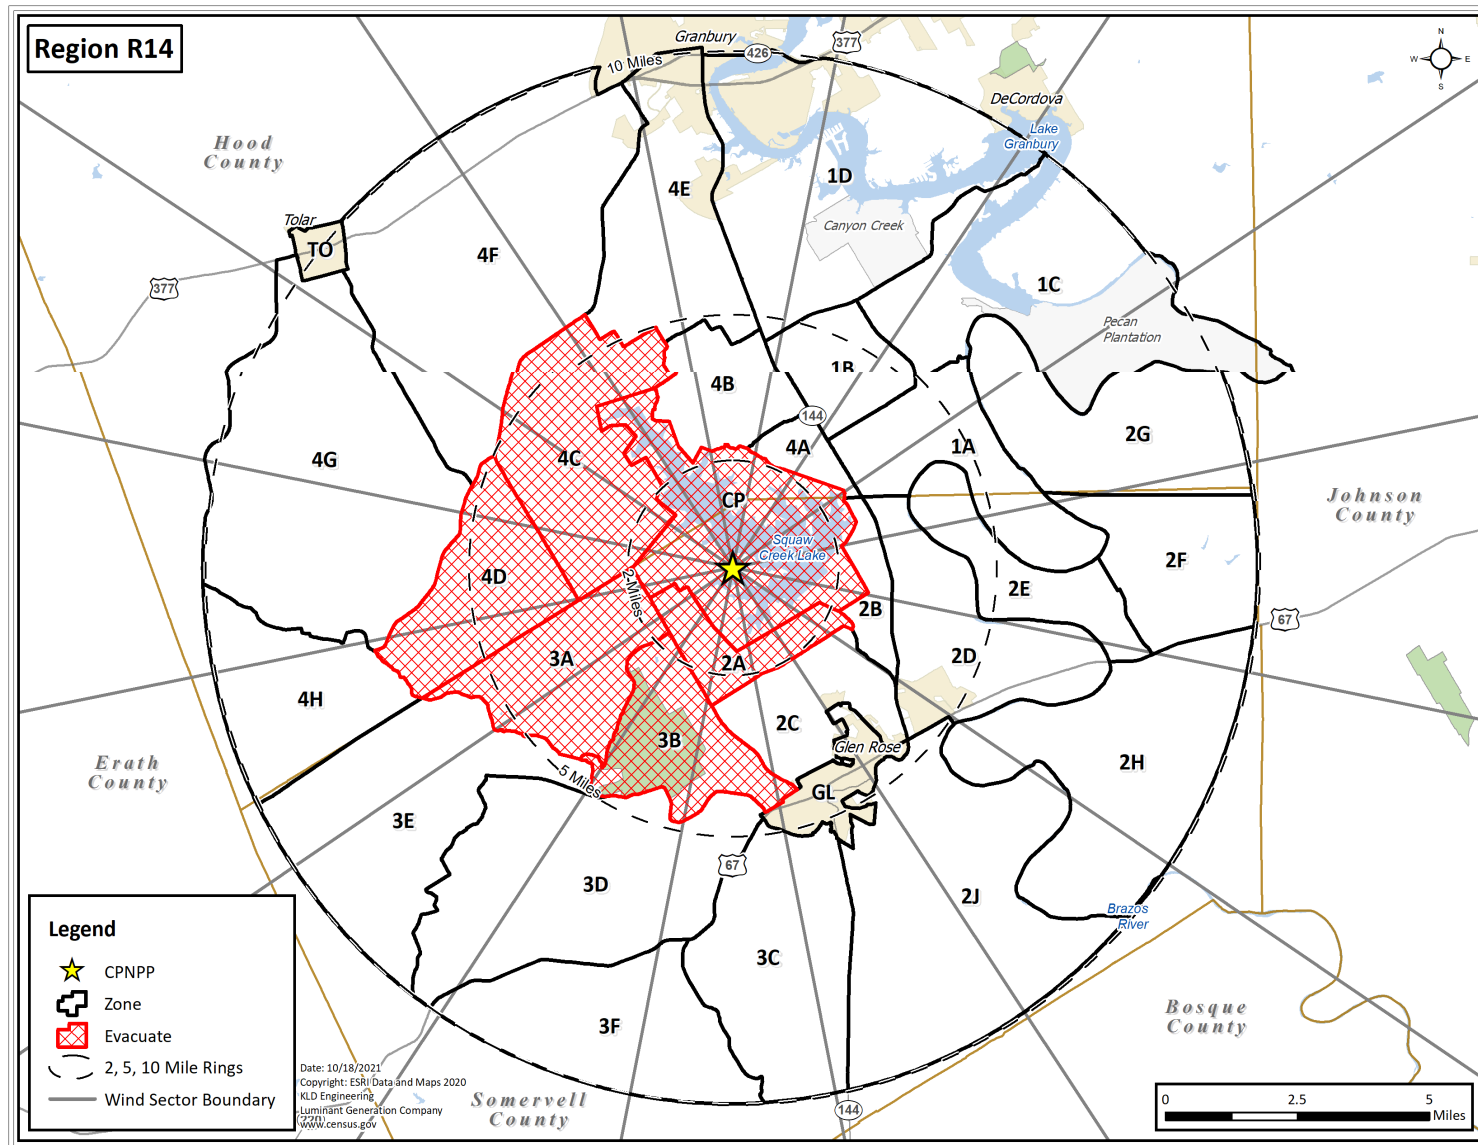 Region R14
Granbury
377
426
10 Miles
N
W E
S
DeCordova
Lake
Granbury
Hood
County
4E
1D
Tolar
TO
Canyon Creek
4F
377
1C
Pecan
Plantation
1B
4B
144
4A
1A
2G
4G
4C
CP
Johnson
County
Squaw
Creek Lake
2F
4D
2-Miles
2E
2B
67
3A
2A
2D
4H
2C
3B
Glen Rose
Erath
County
5 Miles
GL
2H
3E
67
3D
2J
Brazos
River
3C
Bosque
County
3F
Legend
CPNPP
Zone
Evacuate
2, 5, 10 Mile Rings
Wind Sector Boundary
Date: 10/18/2021
Copyright: ESRI Data and Maps 2020
KLD Engineering
Luminant Generation Company
www.census.gov
Somervell
County
144
0 2.5 5
Miles